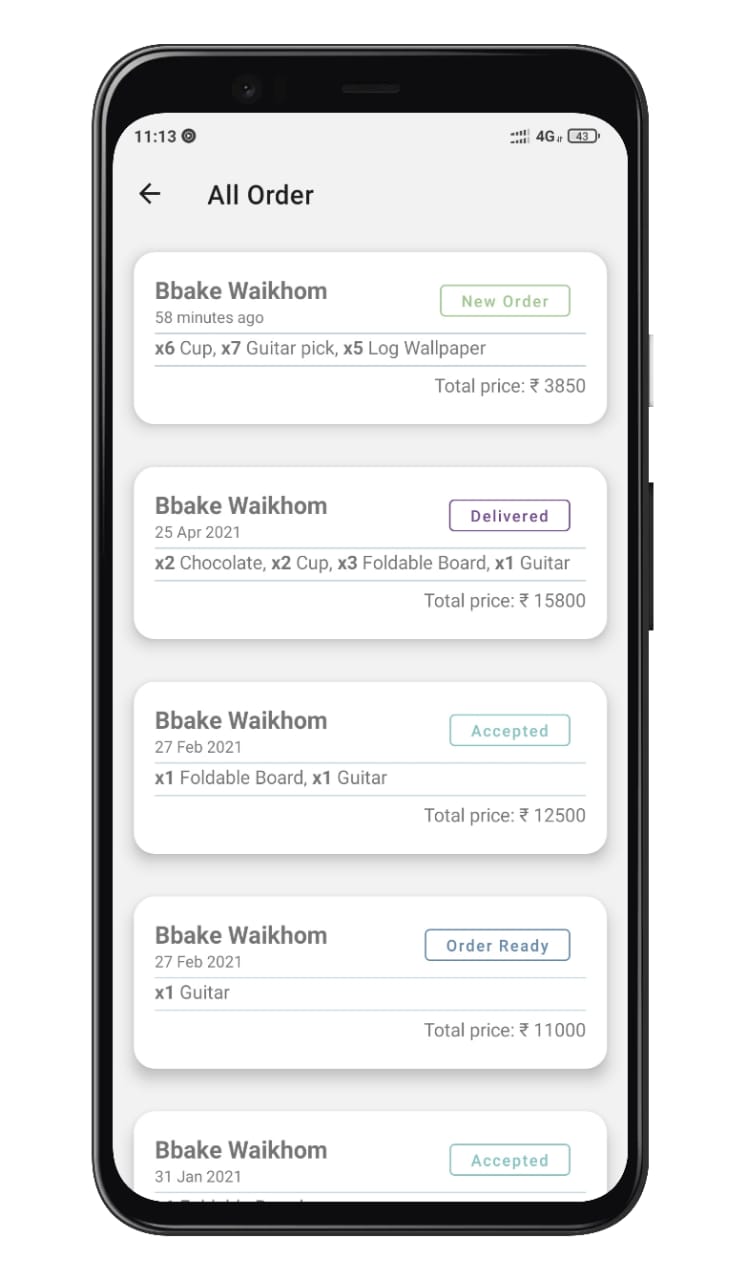 11:13 4G 43
All Order
Bbake Waikhom
New Order
58 minutes ago
x6 Cup, x7 Guitar pick, x5 Log Wallpaper
Total price: ₹ 3850
Bbake Waikhom
Delivered
25 Apr 2021
x2 Chocolate, x2 Cup, x3 Foldable Board, x1 Guitar
Total price: ₹ 15800
Bbake Waikhom
Accepted
27 Feb 2021
x1 Foldable Board, x1 Guitar
Total price: ₹ 12500
Bbake Waikhom
Order Ready
27 Feb 2021
x1 Guitar
Total price: ₹ 11000
Bbake Waikhom
Accepted
31 Jan 2021